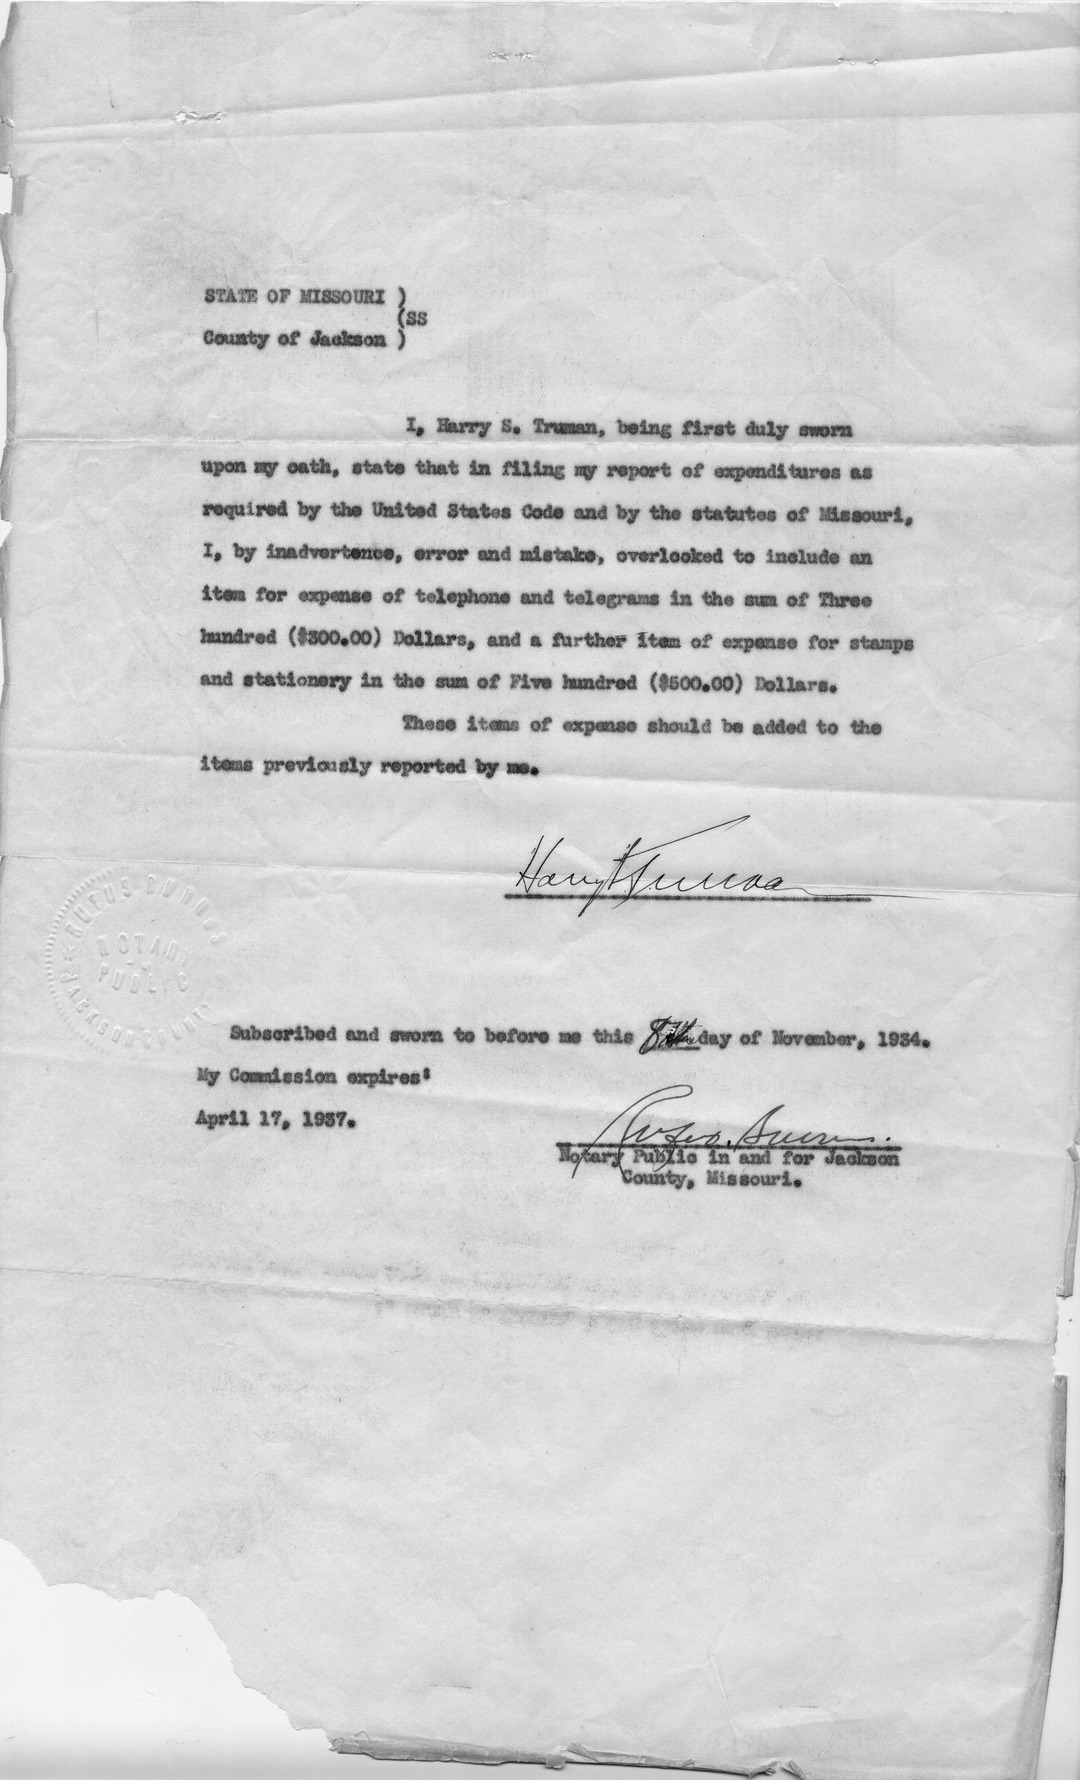 STATE OF MISSOURI )
(SS
County of Jackson )
I, Harry S. Truman, being first duly sworn
upon my oath, state that in filing my report of expenditures as
required by the United States Code and by the statutes of Missouri,
I, by inadvertence, error and mistake, overlooked to include an
item for expense of telephone and telegrams in the sum of Three
hundred ($300.00) Dollars, and a further item of expense for stamps
and stationery in the sum of Five hundred ($500.00) Dollars.
These items of expense should be added to the
items previously reported by me.
Harry S Truman
RUFUS BURRUS
NOTARY
PUBLIC
JACKSON COUNTY
Subscribed and sworn to before me this 8th day of November, 1934.
My Commission expires:
April 17, 1937.
Rufus Burrus.
Notary Public in and for Jackson
County, Missouri.